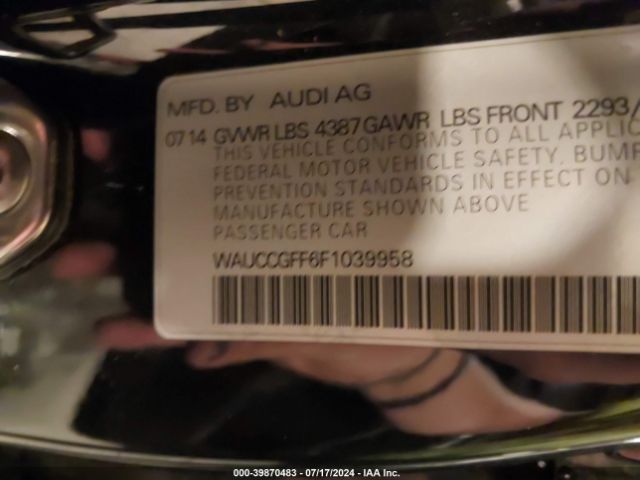 MFD. BY AUDI AG
07 14 GVWR LBS 4387 GAWR LBS FRONT 2293/
THIS VEHICLE CONFORMS TO ALL APPLIC
FEDERAL MOTOR VEHICLE SAFETY, BUMP
PREVENTION STANDARDS IN EFFECT ON
MANUFACTURE SHOWN ABOVE
PASSENGER CAR
WAUCCGFF6F1039958
000-39870483 - 07/17/2024 - IAA Inc.